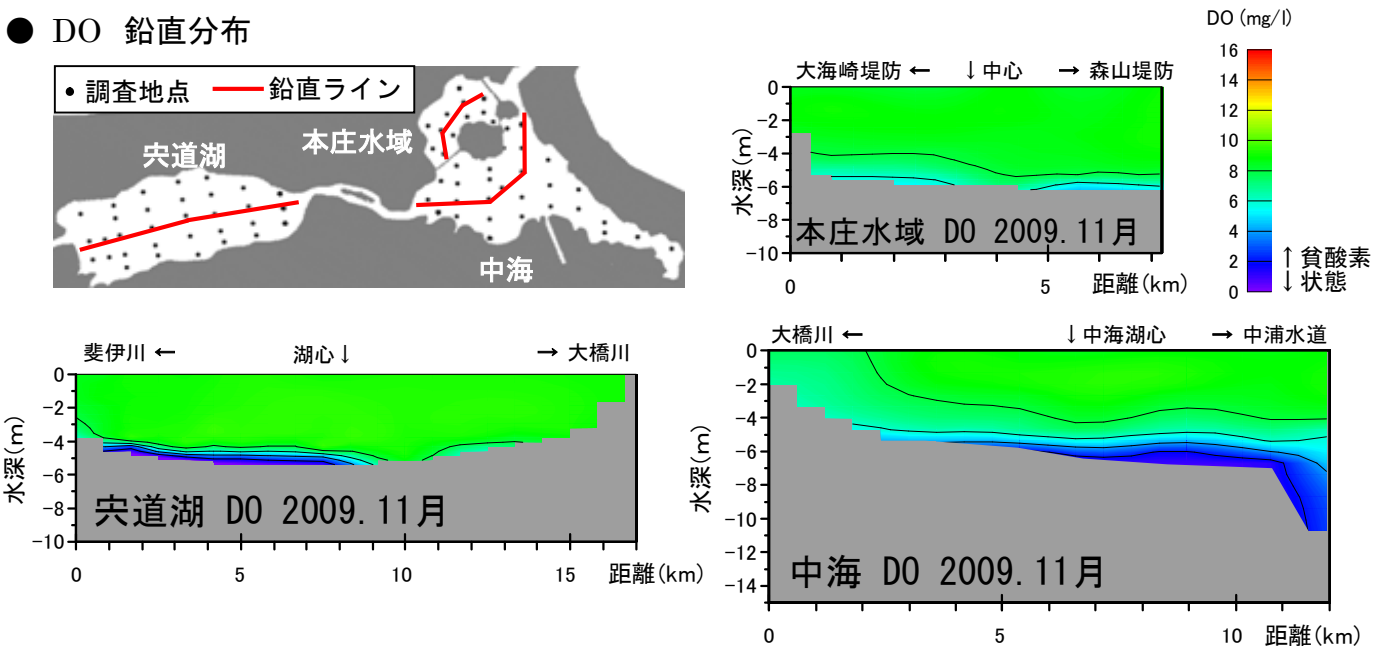 ● DO 鉛直分布
• 調査地点 ━ 鉛直ライン
宍道湖
本庄水域
中海
大海崎堤防 ← ↓中心 → 森山堤防
0
-2
-4
-6
-8
-10
水深(m)
本庄水域 DO 2009.11月
0 5 距離(km)
DO (mg/l)
16
14
12
10
8
6
4
2
0
↑貧酸素
↓状態
斐伊川 ← 湖心↓ → 大橋川
0
-2
-4
-6
-8
-10
水深(m)
宍道湖 DO 2009.11月
0 5 10 15 距離(km)
大橋川 ← ↓中海湖心 → 中浦水道
0
-2
-4
-6
-8
-10
-12
-14
水深(m)
中海 DO 2009.11月
0 5 10 距離(km)